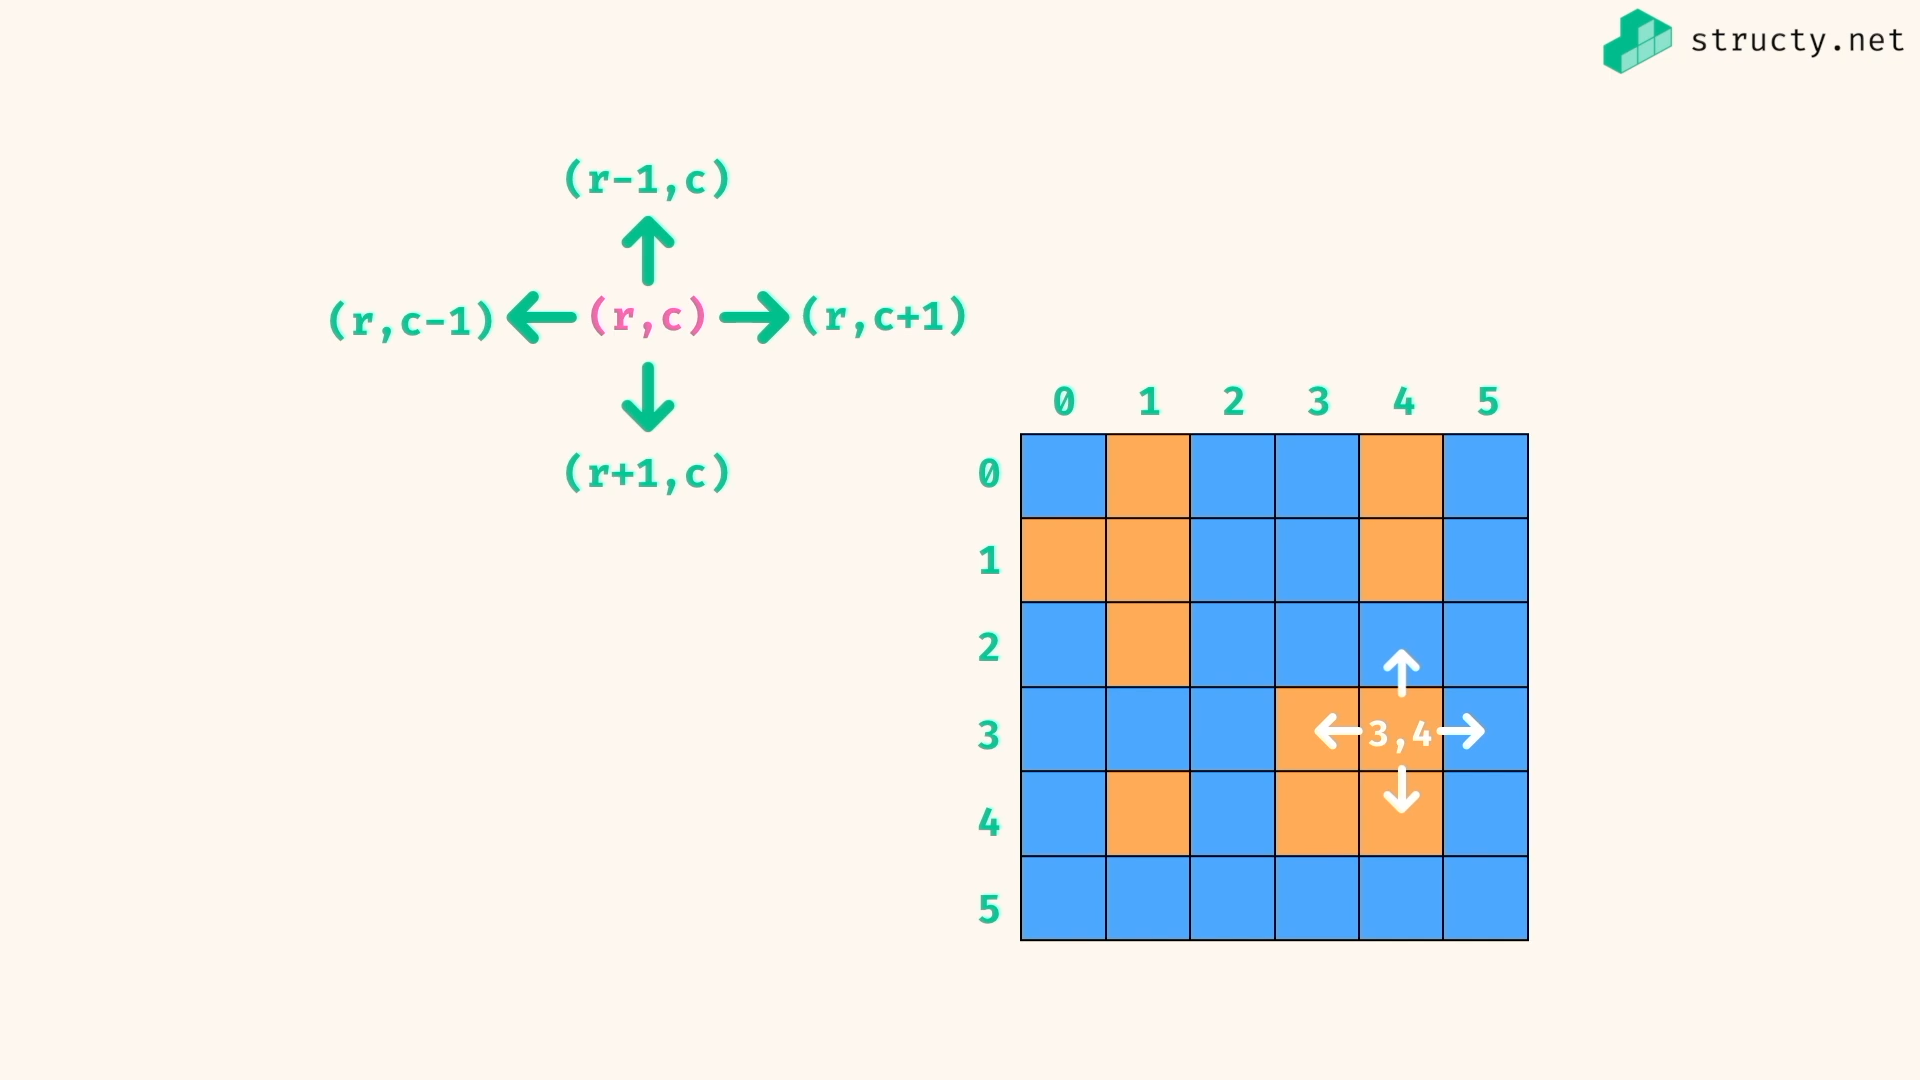 structy.net
(r-1,c)
(r,c-1) (r,c) (r,c+1)
(r+1,c)
0 1 2 3 4 5
0
1
2
3 3,4
4
5